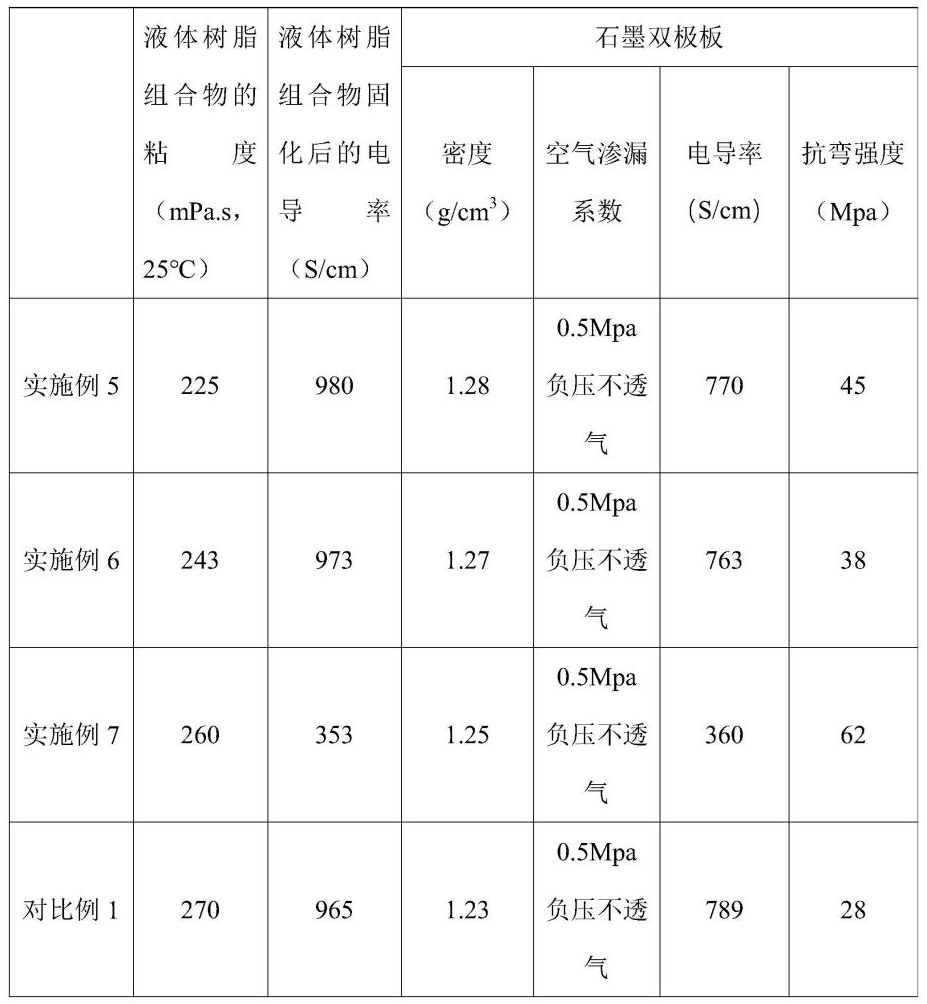 液体树脂
组合物的
粘度
（mPa.s，
25℃）
液体树脂
组合物固
化后的电
导率
（S/cm）
石墨双极板
密度
（g/cm³）
空气渗漏
系数
电导率
（S/cm）
抗弯强度
（Mpa）
实施例 5
225
980
1.28
0.5Mpa
负压不透
气
770
45
实施例 6
243
973
1.27
0.5Mpa
负压不透
气
763
38
实施例 7
260
353
1.25
0.5Mpa
负压不透
气
360
62
对比例 1
270
965
1.23
0.5Mpa
负压不透
气
789
28